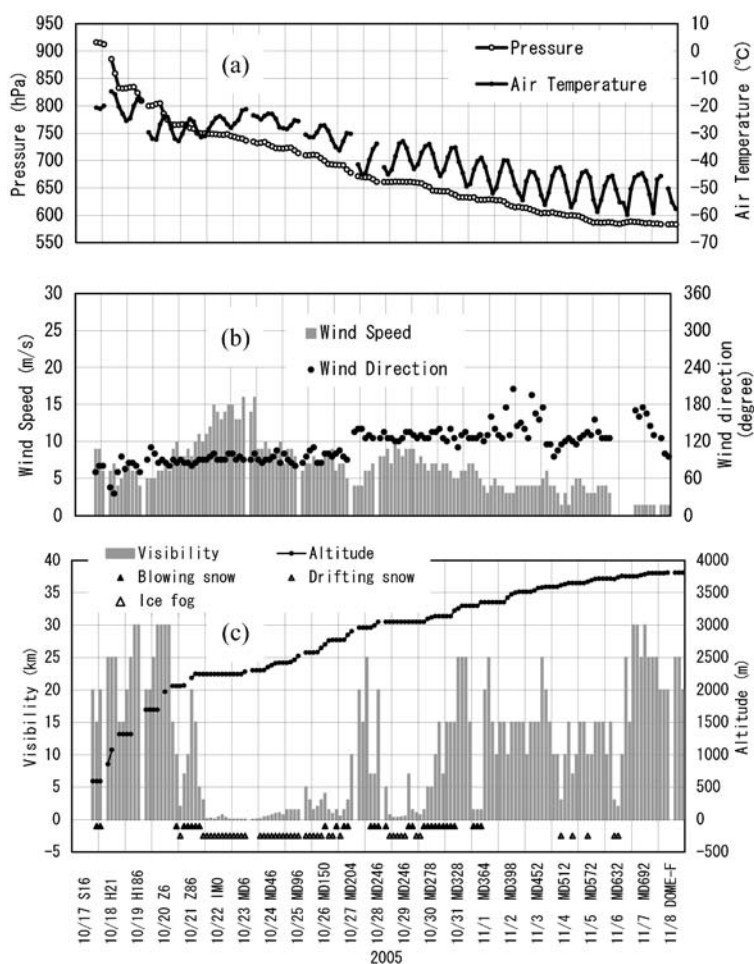 (a)
Pressure
Air Temperature
950
900
850
800
750
700
650
600
550
Pressure (hPa)
10
0
-10
-20
-30
-40
-50
-60
-70
Air Temperature (℃)
(b)
Wind Speed
Wind Direction
30
25
20
15
10
5
0
Wind Speed (m/s)
360
300
240
180
120
60
0
Wind direction
(degree)
Visibility
Altitude
Blowing snow
Drifting snow
Ice fog
(c)
40
35
30
25
20
15
10
5
0
-5
Visibility (km)
4000
3500
3000
2500
2000
1500
1000
500
0
-500
Altitude (m)
10/17 S16
10/18 H21
10/19 H186
10/20 Z6
10/21 Z86
10/22 IM0
10/23 MD6
10/24 MD46
10/25 MD96
10/26 MD150
10/27 MD204
10/28 MD246
10/29 MD246
10/30 MD278
10/31 MD328
11/1 MD364
11/2 MD398
11/3 MD452
11/4 MD512
11/5 MD572
11/6 MD632
11/7 MD692
11/8 DOME-F
2005